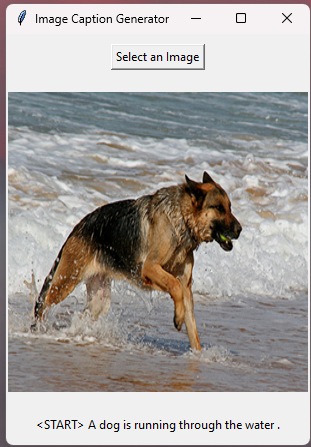 Image Caption Generator
Select an Image
<START> A dog is running through the water .